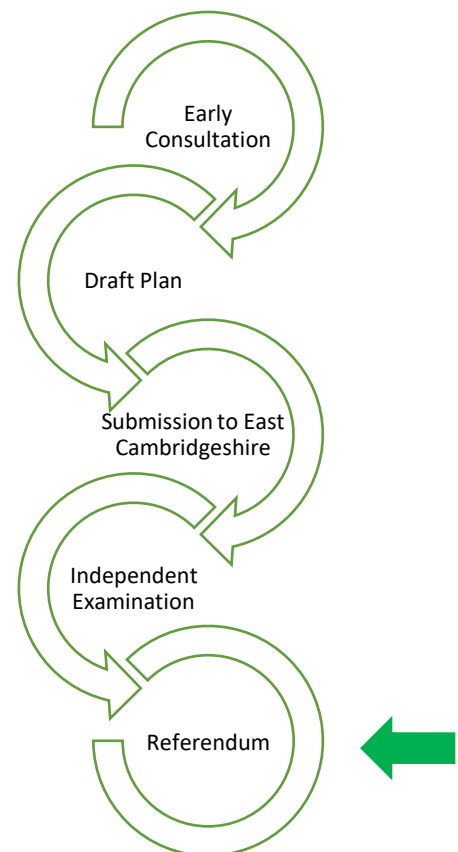 Early
Consultation
Draft Plan
Submission to East
Cambridgeshire
Independent
Examination
Referendum